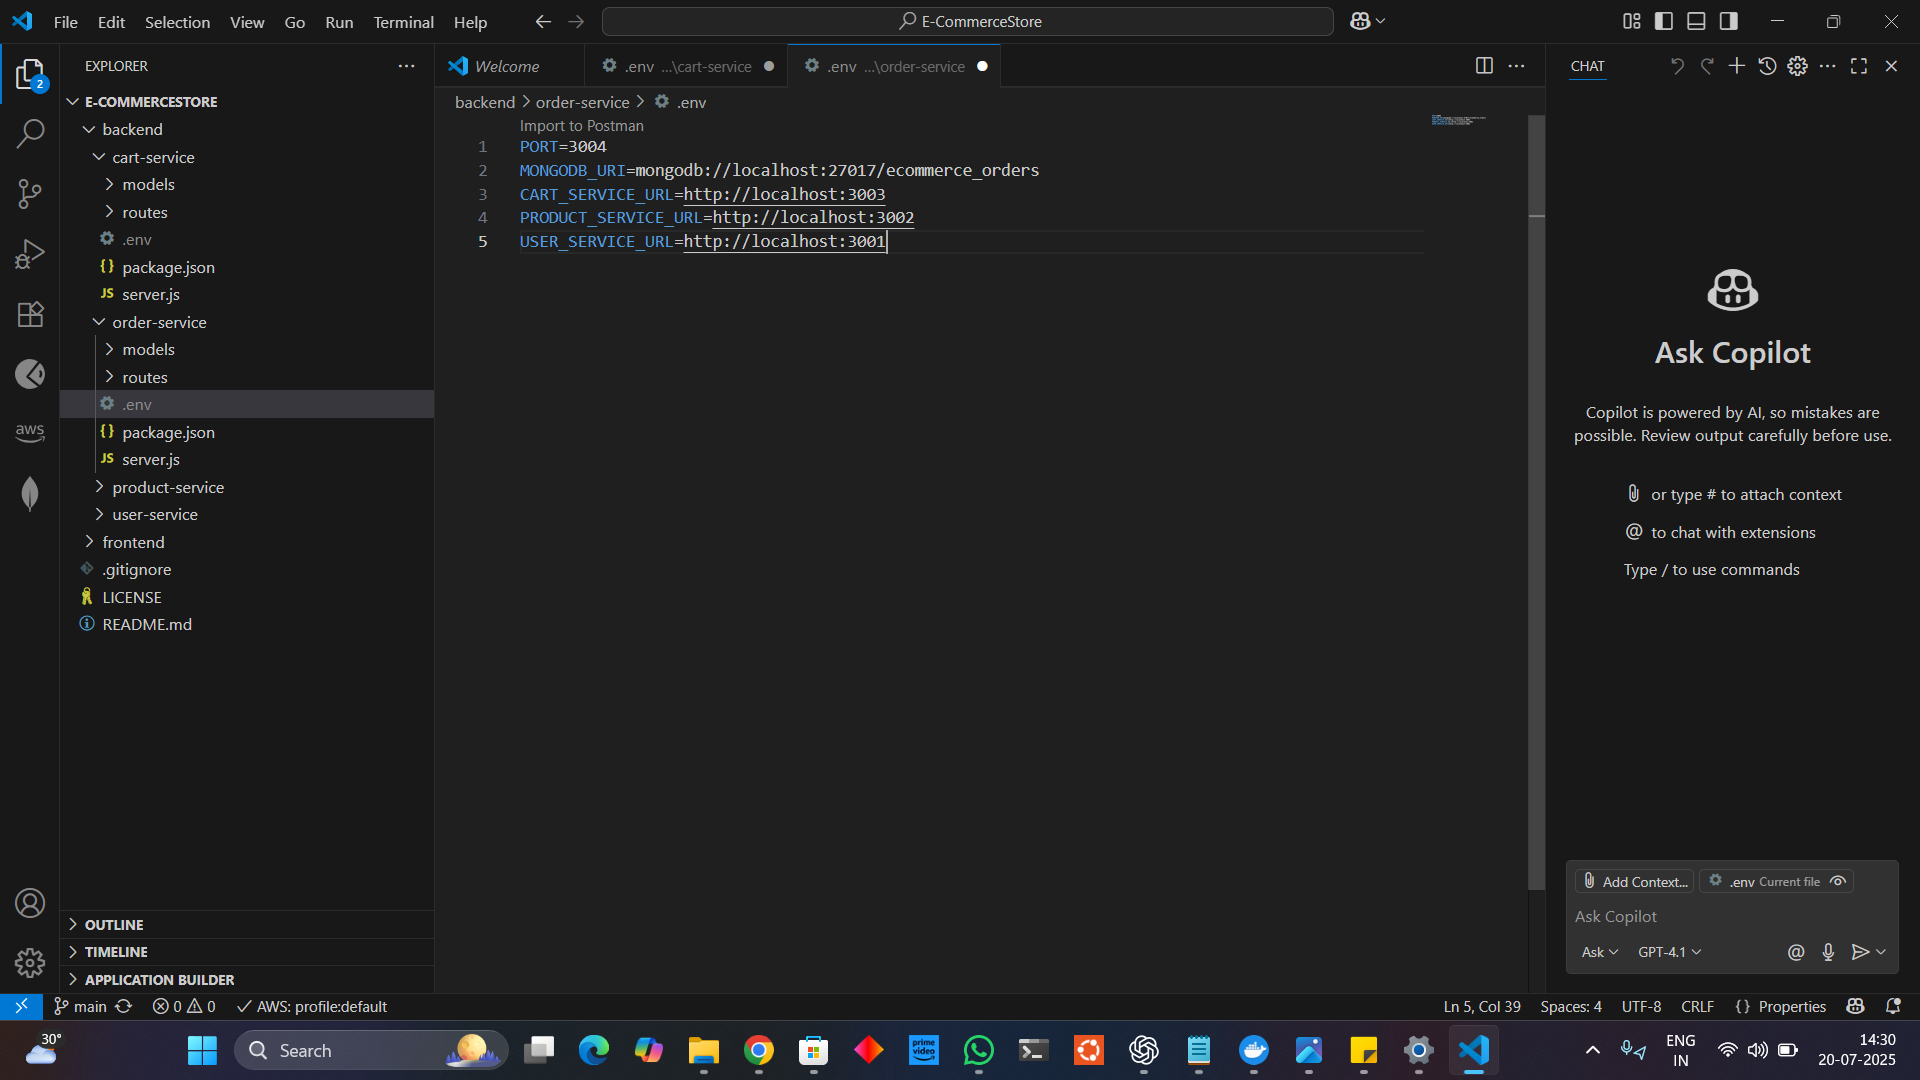 File Edit Selection View Go Run Terminal Help
E-CommerceStore
EXPLORER
E-COMMERCESTORE
backend
cart-service
models
routes
.env
package.json
server.js
order-service
models
routes
.env
package.json
server.js
product-service
user-service
frontend
.gitignore
LICENSE
README.md
OUTLINE
TIMELINE
APPLICATION BUILDER
2
aws
Welcome
.env ...\cart-service
.env ...\order-service
backend > order-service > .env
Import to Postman
1 PORT=3004
2 MONGODB_URI=mongodb://localhost:27017/ecommerce_orders
3 CART_SERVICE_URL=http://localhost:3003
4 PRODUCT_SERVICE_URL=http://localhost:3002
5 USER_SERVICE_URL=http://localhost:3001
CHAT
Ask Copilot
Copilot is powered by AI, so mistakes are
possible. Review output carefully before use.
or type # to attach context
@ to chat with extensions
Type / to use commands
Add Context...
.env Current file
Ask Copilot
Ask
GPT-4.1
@
main
0 0
AWS: profile:default
Ln 5, Col 39
Spaces: 4
UTF-8
CRLF
{ } Properties
30°
Search
prime video
ENG
IN
14:30
20-07-2025